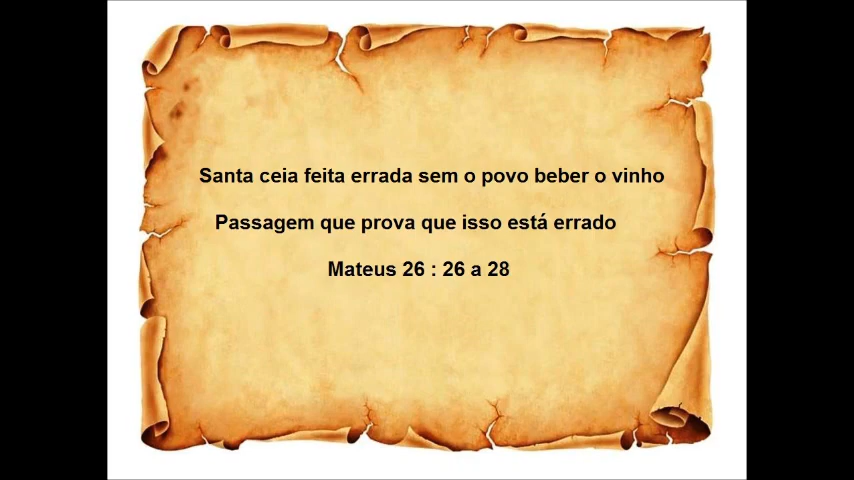 Santa ceia feita errada sem o povo beber o vinho
Passagem que prova que isso está errado
Mateus 26 : 26 a 28